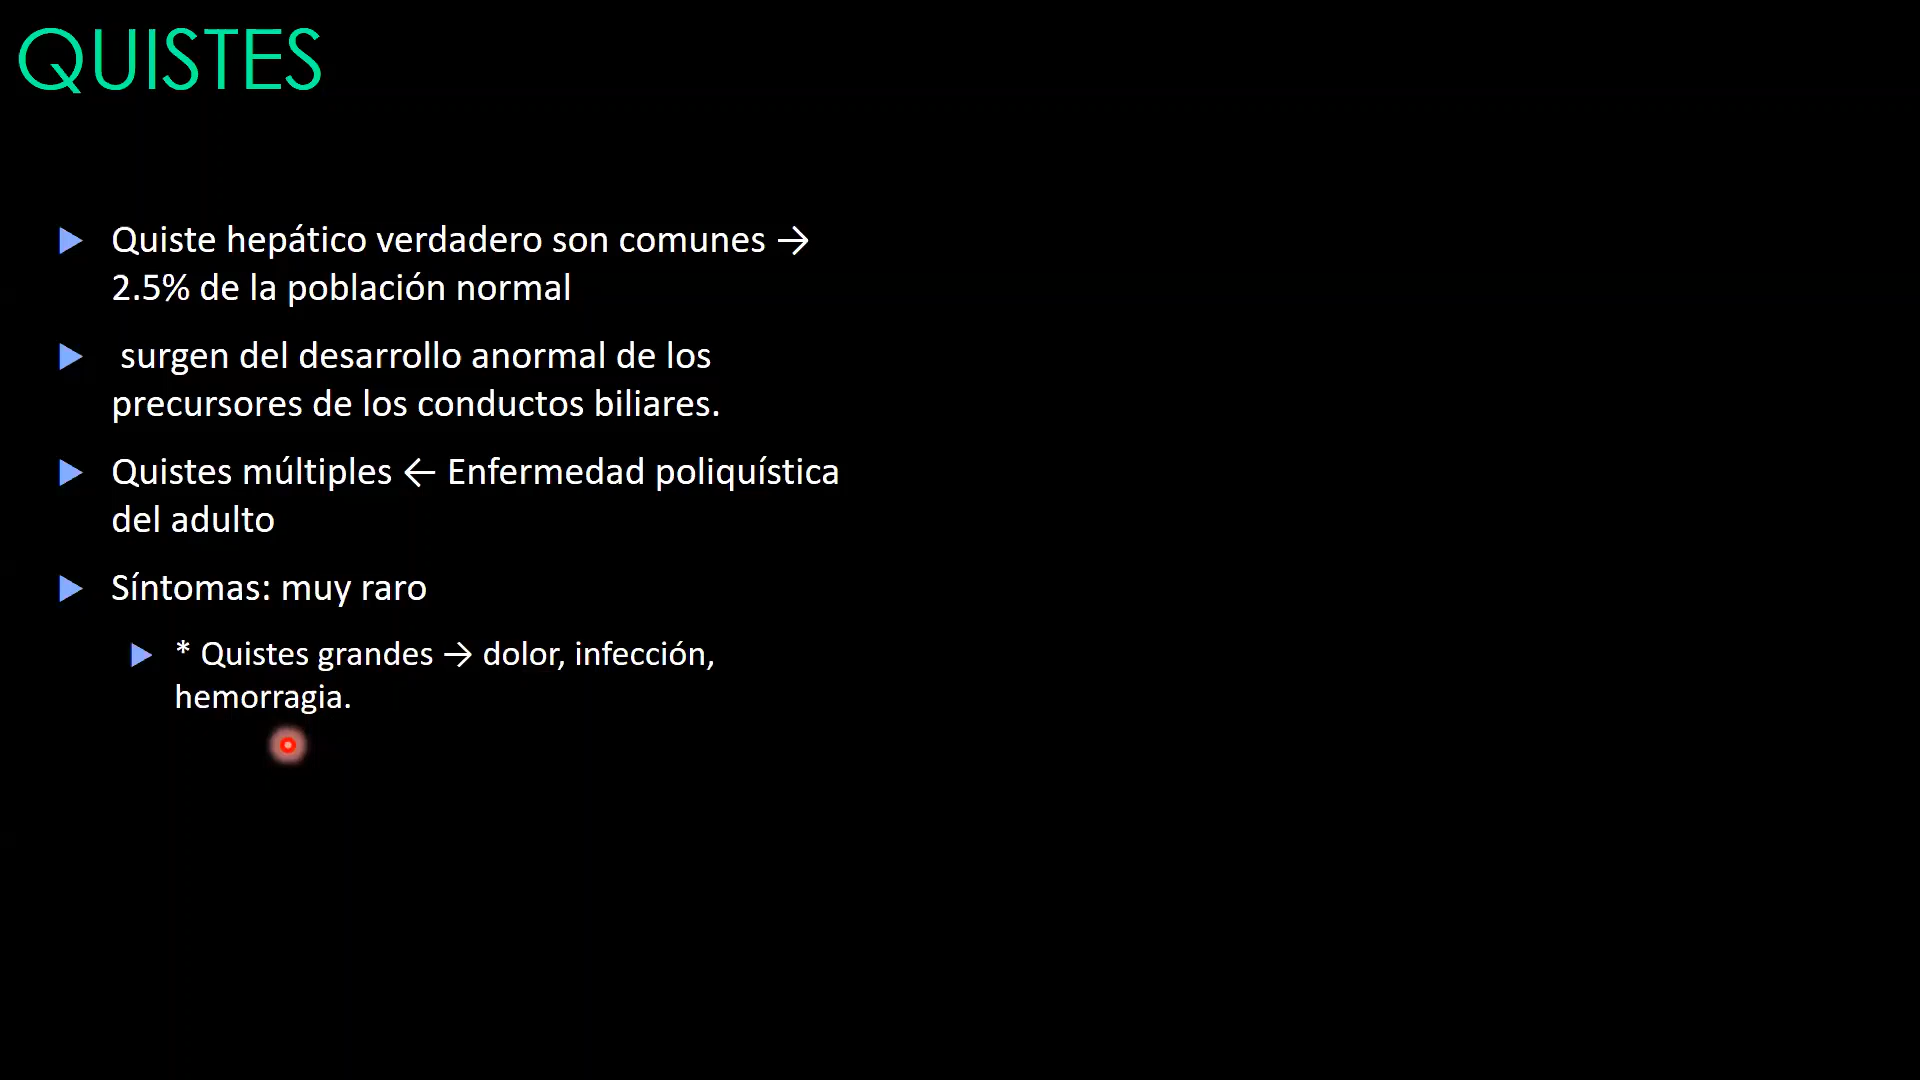 QUISTES
Quiste hepático verdadero son comunes →
2.5% de la población normal
surgen del desarrollo anormal de los
precursores de los conductos biliares.
Quistes múltiples ← Enfermedad poliquística
del adulto
Síntomas: muy raro
* Quistes grandes → dolor, infección,
hemorragia.